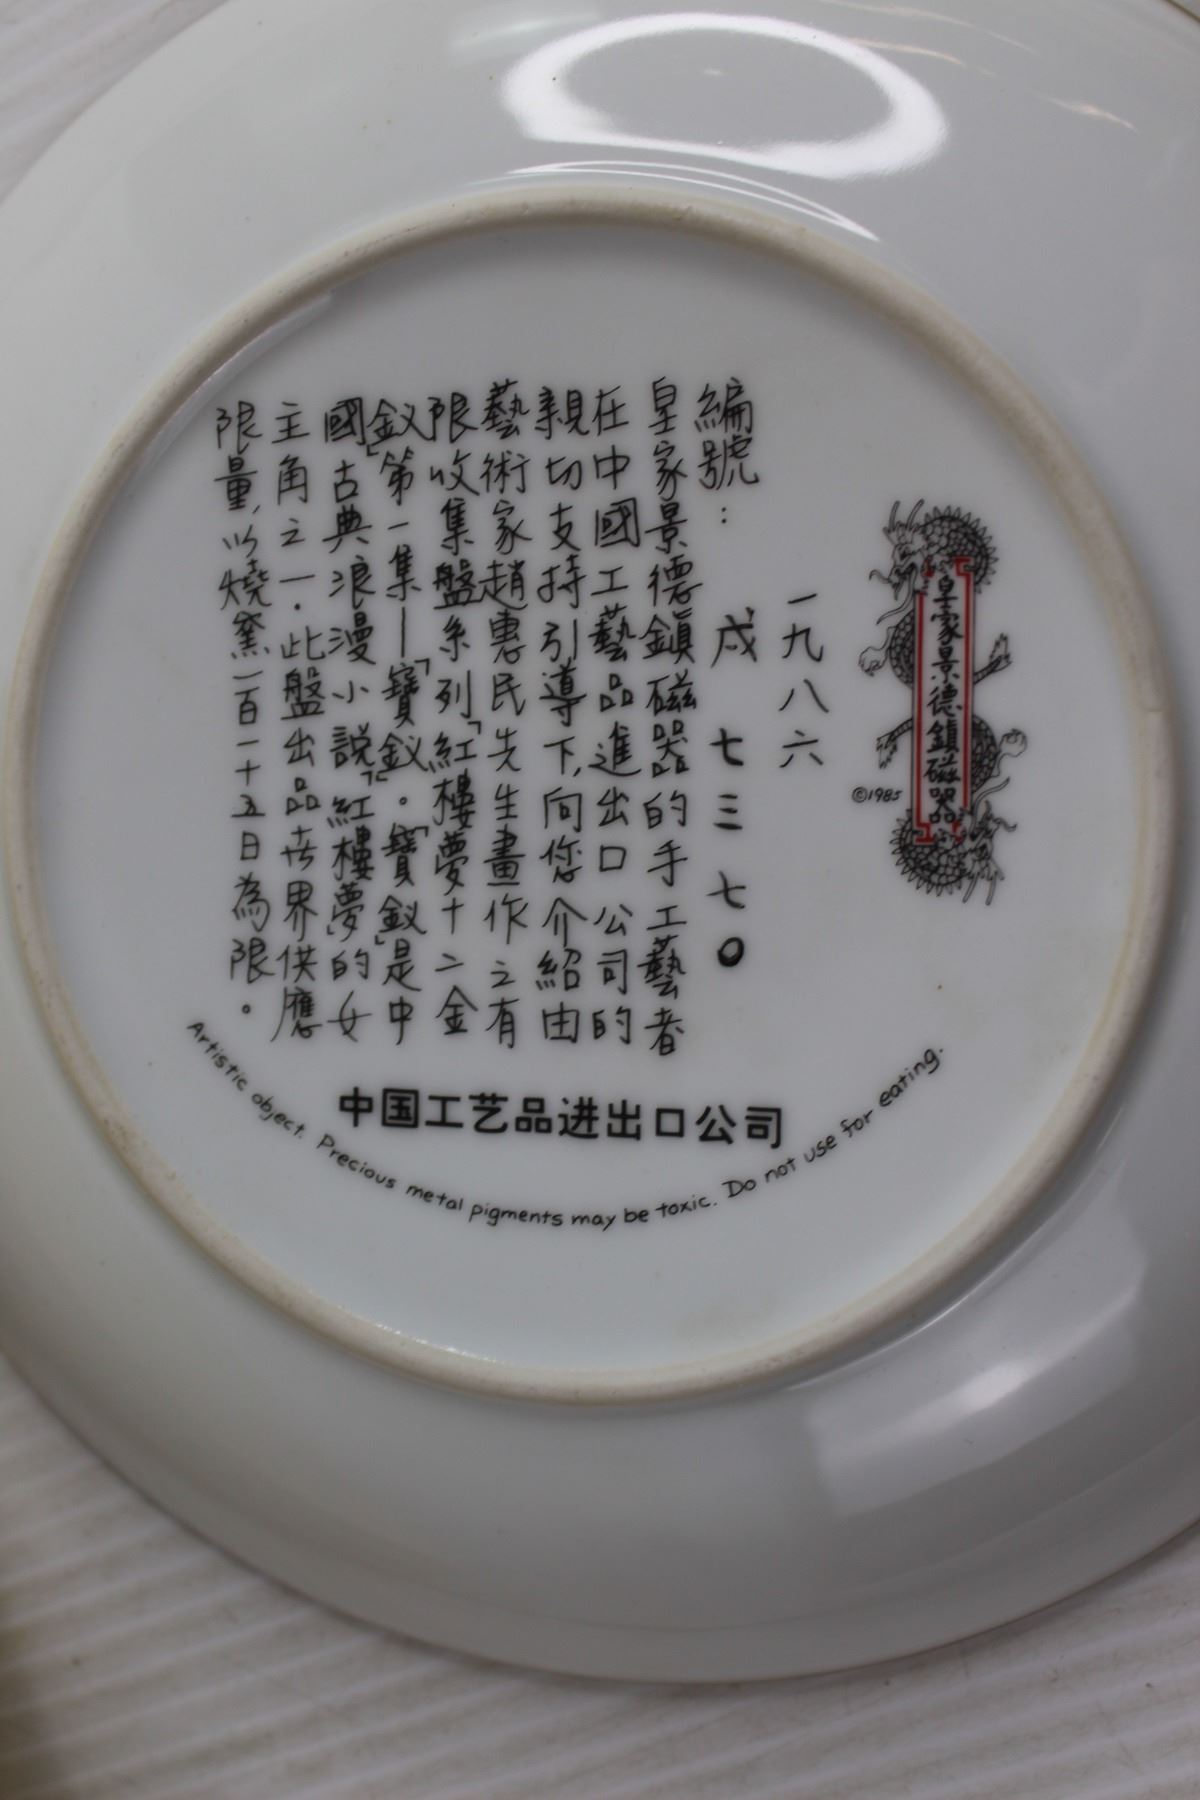 皇家景德鎮磁器
©1985
一九八六
編號：戍七三七〇
皇家景德鎮磁器的手工藝者
在中國工藝品進出口公司的
親切支持引導下,向您介紹由
藝術家趙惠民先生畫作之有
限收集盤系列「紅樓夢十二金
釵」第一集—「寶釵」。「寶釵」是中
國古典浪漫小説「紅樓夢」的女
主角之一.此盤出品世界供應
限量,以燒窯一百一十五日為限。
中国工艺品进出口公司
Artistic object. Precious metal pigments may be toxic. Do not use for eating.